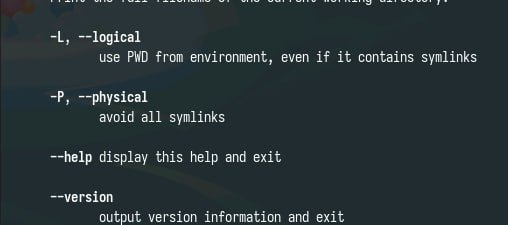 Print the full filename of the current working directory.
-L, --logical
use PWD from environment, even if it contains symlinks
-P, --physical
avoid all symlinks
--help display this help and exit
--version
output version information and exit